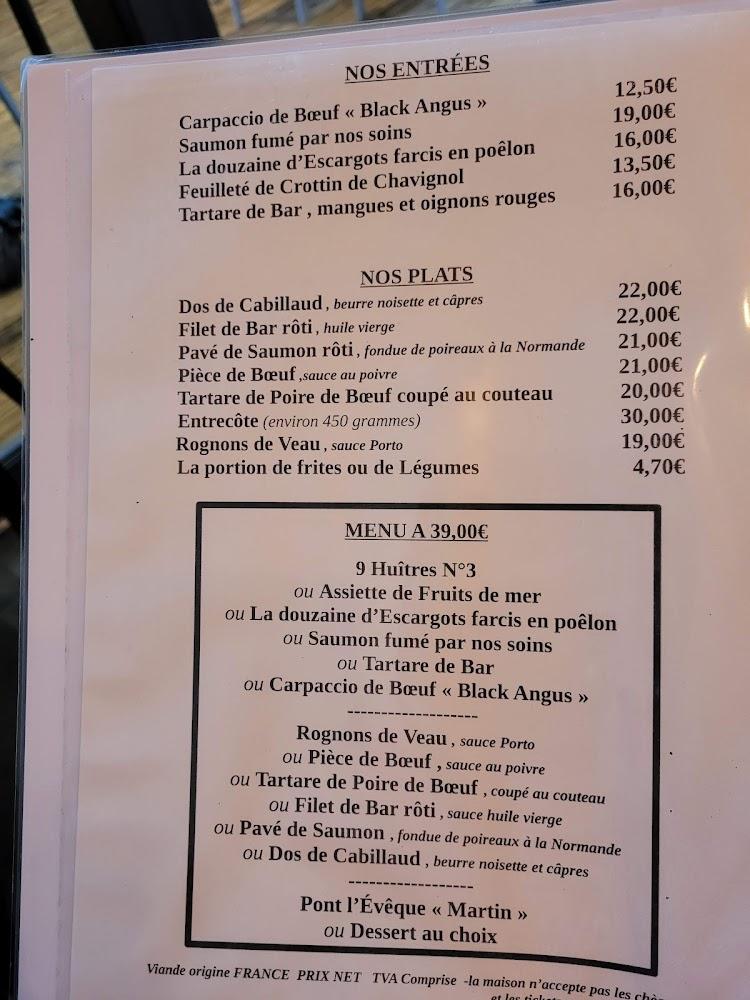 NOS ENTRÉES
Carpaccio de Bœuf « Black Angus » 12,50€
Saumon fumé par nos soins 19,00€
La douzaine d’Escargots farcis en poêlon 16,00€
Feuilleté de Crottin de Chavignol 13,50€
Tartare de Bar , mangues et oignons rouges 16,00€
NOS PLATS
Dos de Cabillaud , beurre noisette et câpres 22,00€
Filet de Bar rôti , huile vierge 22,00€
Pavé de Saumon rôti , fondue de poireaux à la Normande 21,00€
Pièce de Bœuf ,sauce au poivre 21,00€
Tartare de Poire de Bœuf coupé au couteau 20,00€
Entrecôte (environ 450 grammes) 30,00€
Rognons de Veau , sauce Porto 19,00€
La portion de frites ou de Légumes 4,70€
MENU A 39,00€
9 Huîtres N°3
ou Assiette de Fruits de mer
ou La douzaine d’Escargots farcis en poêlon
ou Saumon fumé par nos soins
ou Tartare de Bar
ou Carpaccio de Bœuf « Black Angus »
-------------------
Rognons de Veau , sauce Porto
ou Pièce de Bœuf , sauce au poivre
ou Tartare de Poire de Bœuf , coupé au couteau
ou Filet de Bar rôti , sauce huile vierge
ou Pavé de Saumon , fondue de poireaux à la Normande
ou Dos de Cabillaud , beurre noisette et câpres
------------------
Pont l’Évêque « Martin »
ou Dessert au choix
Viande origine FRANCE PRIX NET TVA Comprise -la maison n’accepte pas les
et les